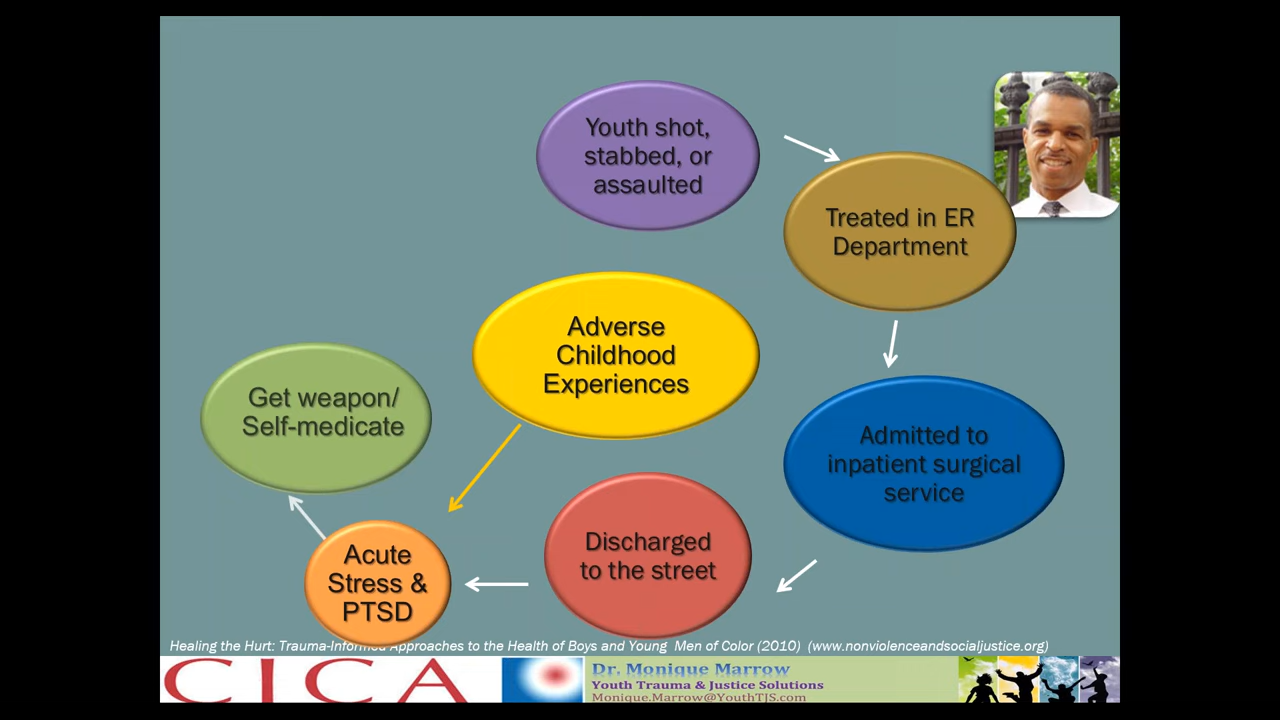 Youth shot,
stabbed, or
assaulted
Treated in ER
Department
Adverse
Childhood
Experiences
Get weapon/
Self-medicate
Admitted to
inpatient surgical
service
Discharged
to the street
Acute
Stress &
PTSD
Healing the Hurt: Trauma-Informed Approaches to the Health of Boys and Young Men of Color (2010) (www.nonviolenceandsocialjustice.org)
CICA
Dr. Monique Marrow
Youth Trauma & Justice Solutions
Monique.Marrow@YouthTJS.com